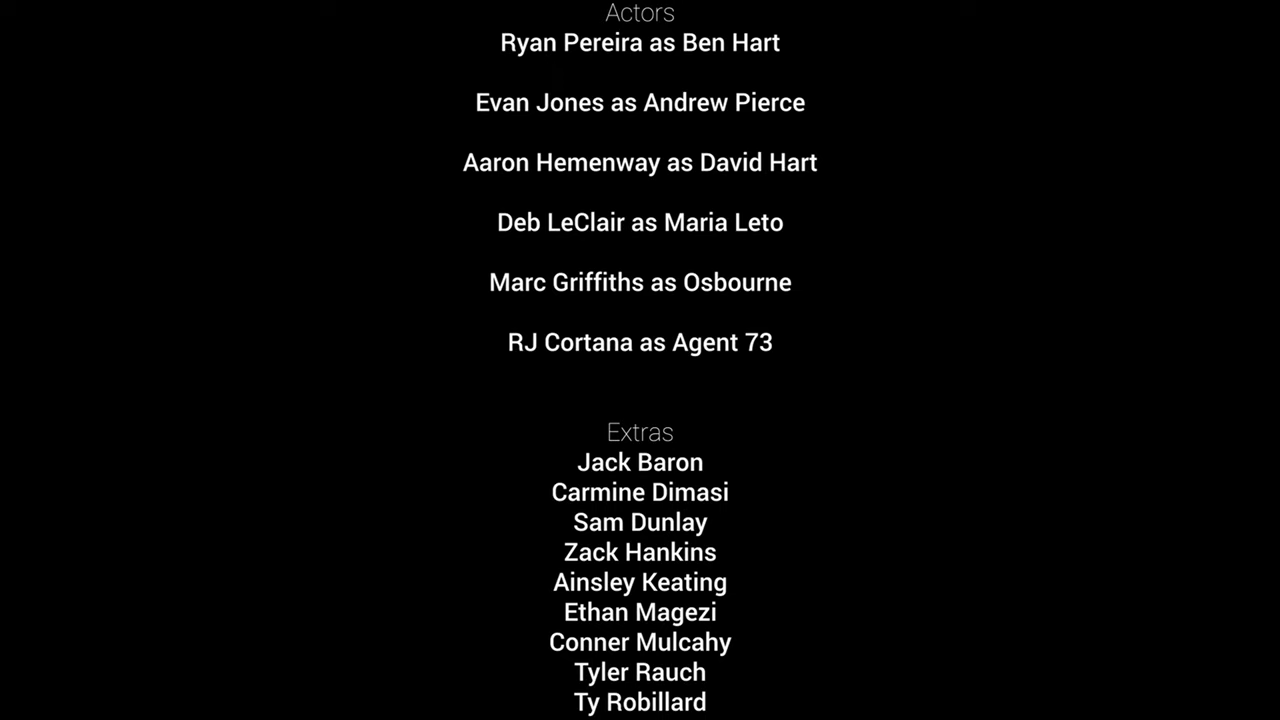 Actors
Ryan Pereira as Ben Hart
Evan Jones as Andrew Pierce
Aaron Hemenway as David Hart
Deb LeClair as Maria Leto
Marc Griffiths as Osbourne
RJ Cortana as Agent 73
Extras
Jack Baron
Carmine Dimasi
Sam Dunlay
Zack Hankins
Ainsley Keating
Ethan Magezi
Conner Mulcahy
Tyler Rauch
Ty Robillard